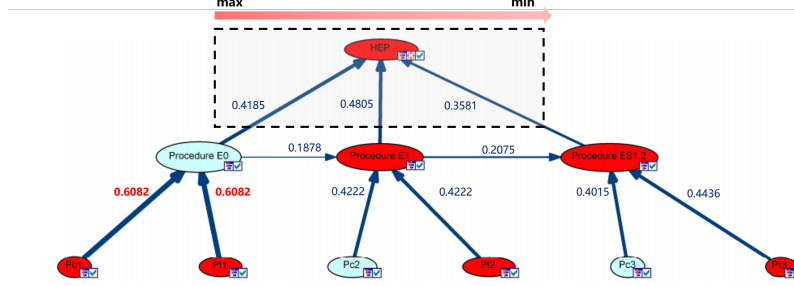 max min
HEP
0.4185 0.4805 0.3581
Procedure E0 0.1878 Procedure E1 0.2075 Procedure ES1.2
0.6082 0.6082 0.4222 0.4222 0.4015 0.4436
Pc1 Pt1 Pc2 Pt2 Pc3 Pt3